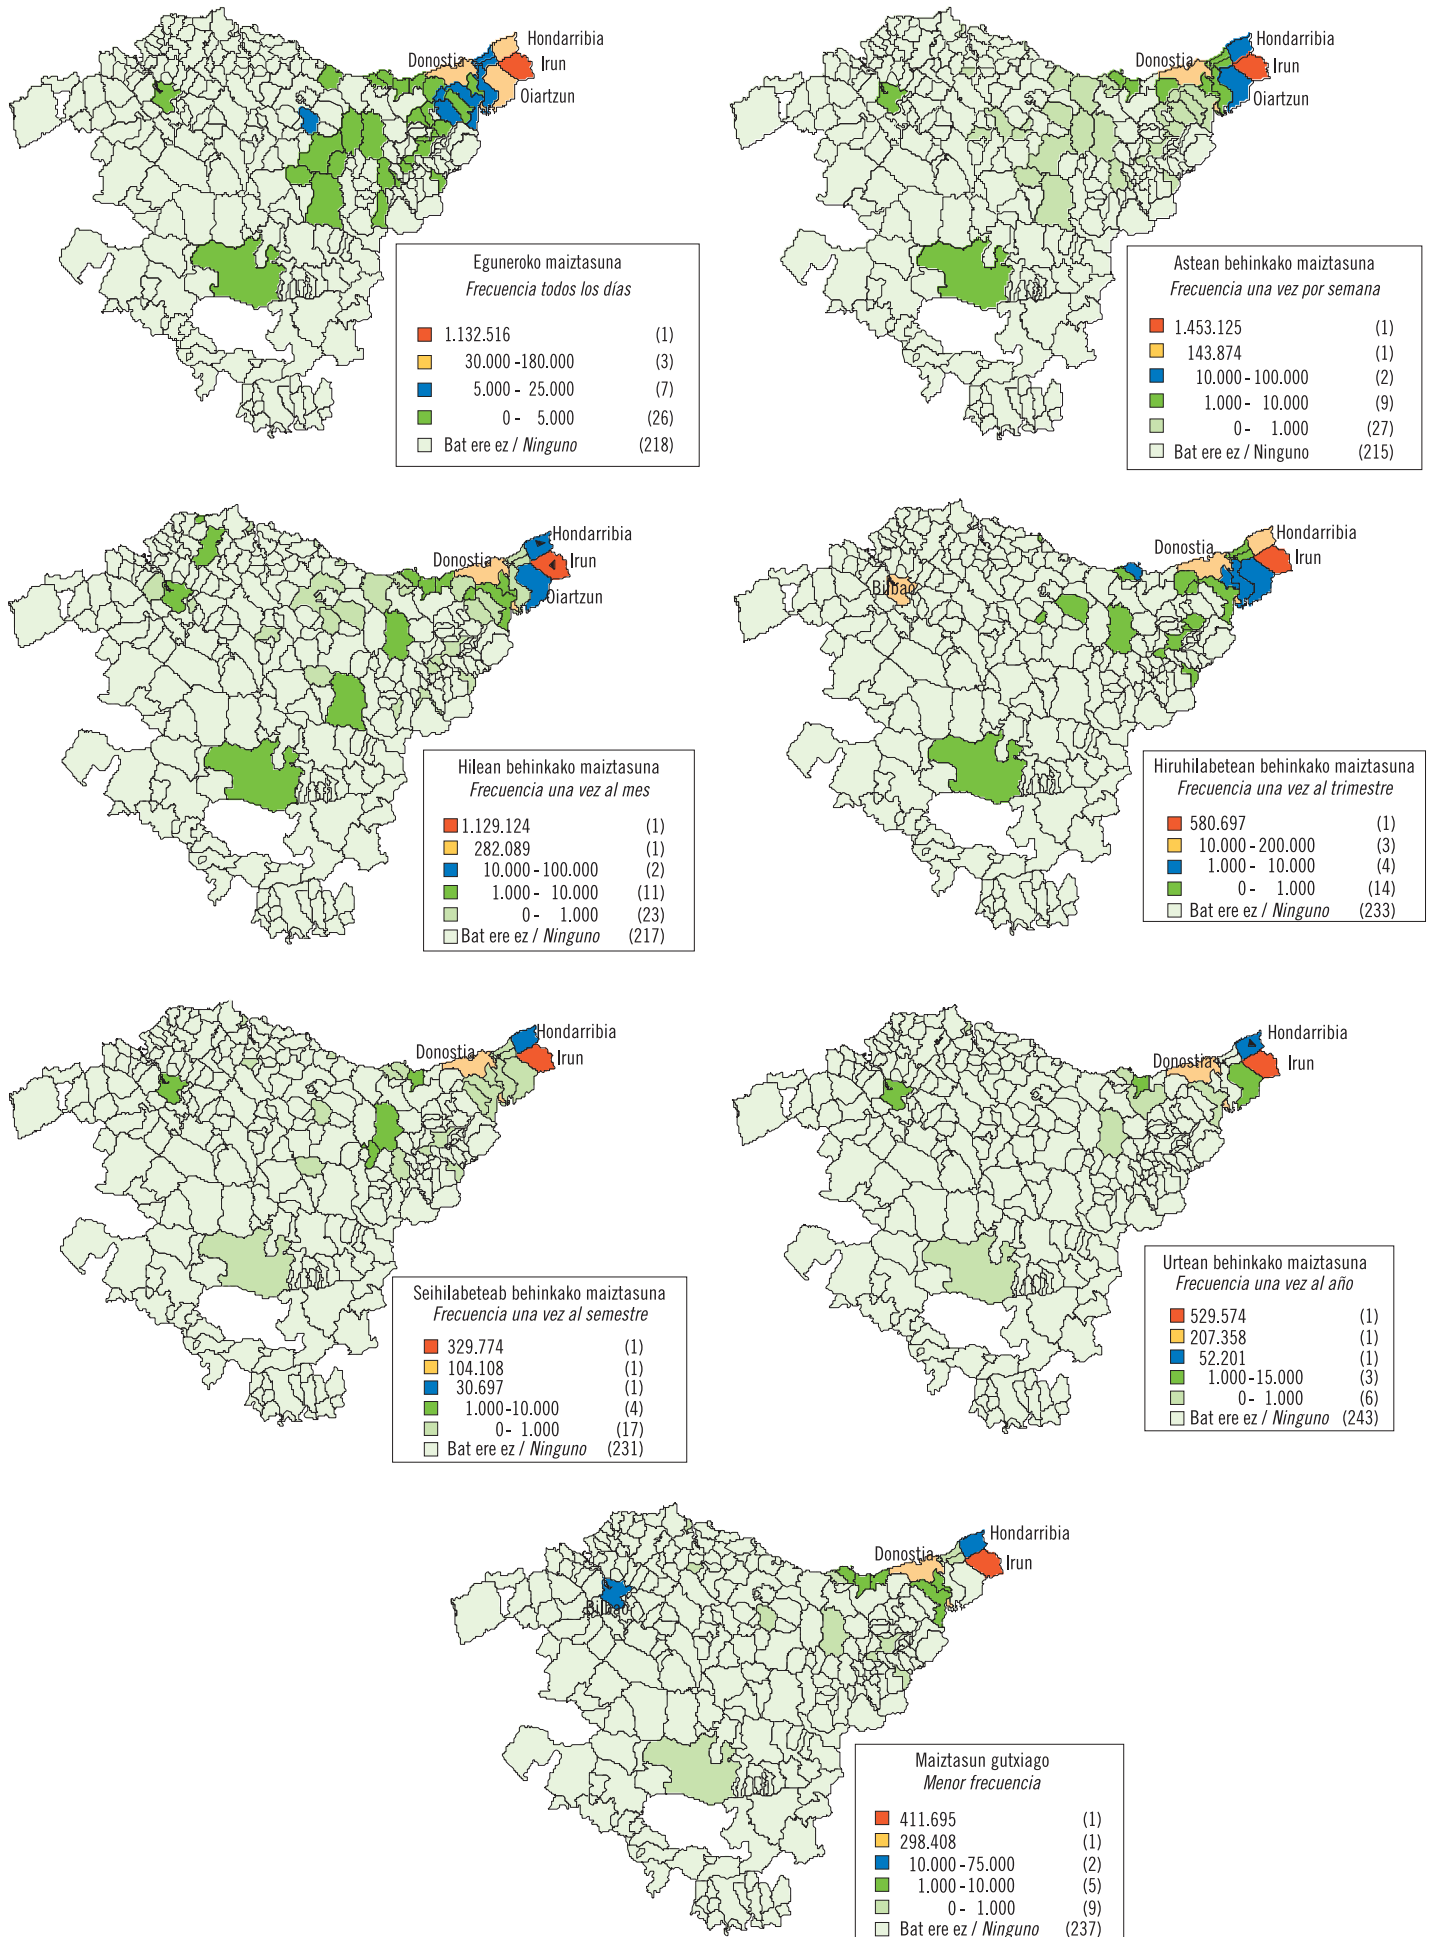 Hondarribia
Donostia
Irun
Oiartzun
Eguneroko maiztasuna
Frecuencia todos los días
1.132.516 (1)
30.000 -180.000 (3)
5.000 - 25.000 (7)
0 - 5.000 (26)
Bat ere ez / Ninguno (218)
Hondarribia
Donostia
Irun
Oiartzun
Astean behinkako maiztasuna
Frecuencia una vez por semana
1.453.125 (1)
143.874 (1)
10.000 - 100.000 (2)
1.000 - 10.000 (9)
0 - 1.000 (27)
Bat ere ez / Ninguno (215)
Hondarribia
Donostia
Irun
Oiartzun
Hilean behinkako maiztasuna
Frecuencia una vez al mes
1.129.124 (1)
282.089 (1)
10.000 -100.000 (2)
1.000 - 10.000 (11)
0 - 1.000 (23)
Bat ere ez / Ninguno (217)
Hondarribia
Donostia
Irun
Bilbao
Hiruhilabetean behinkako maiztasuna
Frecuencia una vez al trimestre
580.697 (1)
10.000 -200.000 (3)
1.000 - 10.000 (4)
0 - 1.000 (14)
Bat ere ez / Ninguno (233)
Hondarribia
Donostia
Irun
Seihilabeteab behinkako maiztasuna
Frecuencia una vez al semestre
329.774 (1)
104.108 (1)
30.697 (1)
1.000 -10.000 (4)
0 - 1.000 (17)
Bat ere ez / Ninguno (231)
Hondarribia
Donostia
Irun
Urtean behinkako maiztasuna
Frecuencia una vez al año
529.574 (1)
207.358 (1)
52.201 (1)
1.000 -15.000 (3)
0 - 1.000 (6)
Bat ere ez / Ninguno (243)
Hondarribia
Donostia
Irun
Bilbao
Maiztasun gutxiago
Menor frecuencia
411.695 (1)
298.408 (1)
10.000 -75.000 (2)
1.000 -10.000 (5)
0 - 1.000 (9)
Bat ere ez / Ninguno (237)